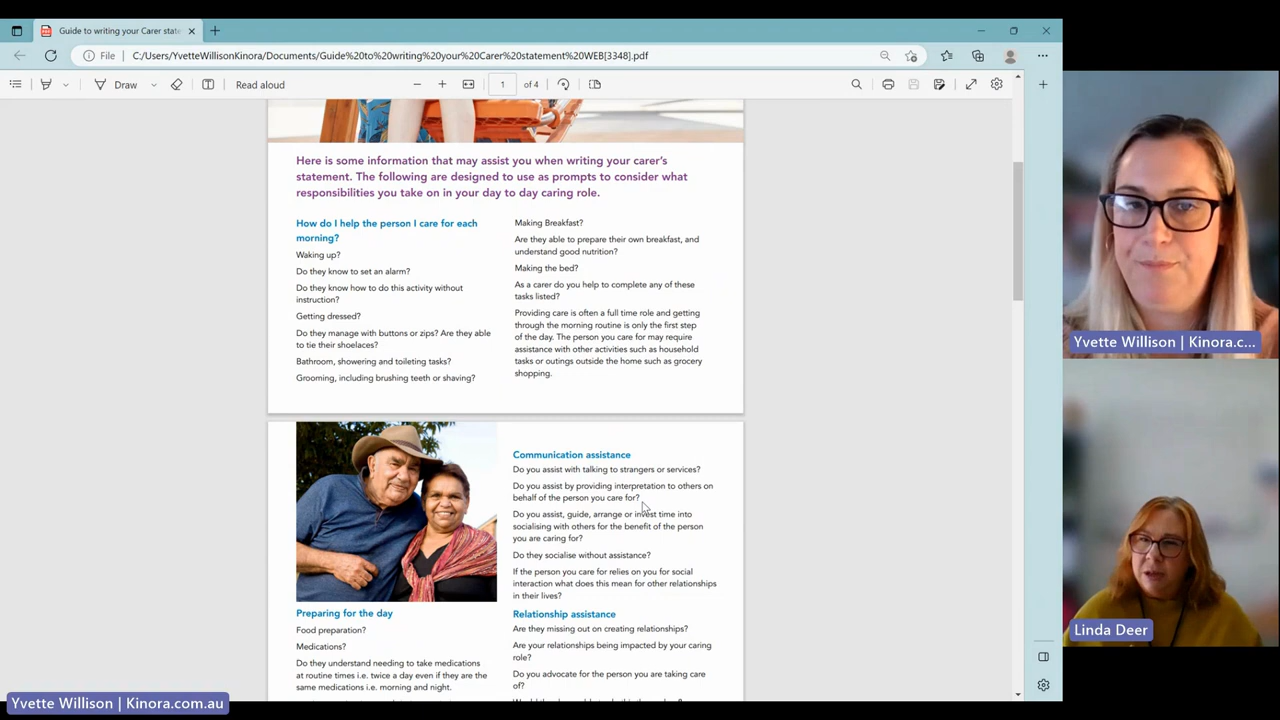 Guide to writing your Carer state
File
C:/Users/YvetteWillisonKinora/Documents/Guide%20to%20writing%20your%20Carer%20statement%20WEB[3348].pdf
Draw
Read aloud
1 of 4
Here is some information that may assist you when writing your carer's
statement. The following are designed to use as prompts to consider what
responsibilities you take on in your day to day caring role.
How do I help the person I care for each
morning?
Waking up?
Do they know to set an alarm?
Do they know how to do this activity without
instruction?
Getting dressed?
Do they manage with buttons or zips? Are they able
to tie their shoelaces?
Bathroom, showering and toileting tasks?
Grooming, including brushing teeth or shaving?
Making Breakfast?
Are they able to prepare their own breakfast, and
understand good nutrition?
Making the bed?
As a carer do you help to complete any of these
tasks listed?
Providing care is often a full time role and getting
through the morning routine is only the first step
of the day. The person you care for may require
assistance with other activities such as household
tasks or outings outside the home such as grocery
shopping.
Preparing for the day
Food preparation?
Medications?
Do they understand needing to take medications
at routine times i.e. twice a day even if they are the
same medications i.e. morning and night.
Communication assistance
Do you assist with talking to strangers or services?
Do you assist by providing interpretation to others on
behalf of the person you care for?
Do you assist, guide, arrange or invest time into
socialising with others for the benefit of the person
you are caring for?
Do they socialise without assistance?
If the person you care for relies on you for social
interaction what does this mean for other relationships
in their lives?
Relationship assistance
Are they missing out on creating relationships?
Are your relationships being impacted by your caring
role?
Do you advocate for the person you are taking care
of?
Yvette Willison | Kinora.c...
Linda Deer
Yvette Willison | Kinora.com.au